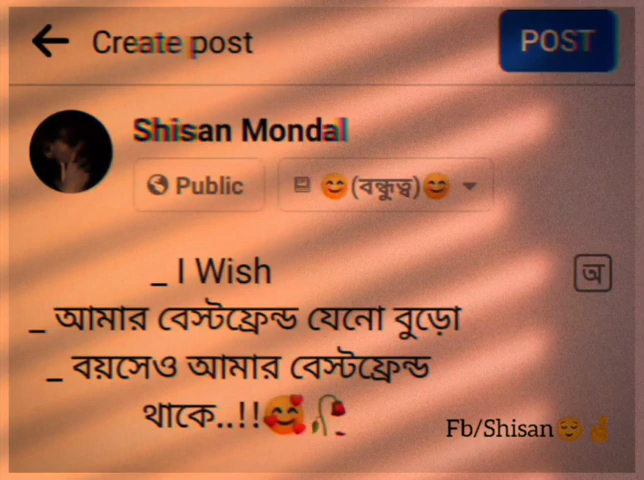 Create post
POST
Shisan Mondal
Public
😊(বন্ধুত্ব)😊
_ I Wish
অ
_ আমার বেস্টফ্রেন্ড যেনো বুড়ো
_ বয়সেও আমার বেস্টফ্রেন্ড
থাকে..!!🥰🥀
Fb/Shisan😌🤞